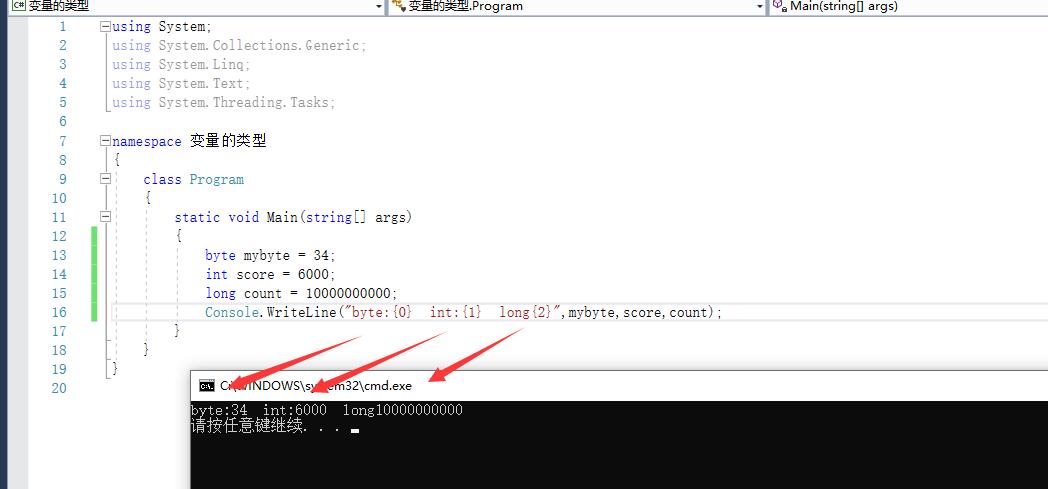 C# 变量的类型 变量的类型.Program Main(string[] args)
1 using System;
2 using System.Collections.Generic;
3 using System.Linq;
4 using System.Text;
5 using System.Threading.Tasks;
6
7 namespace 变量的类型
8 {
9 class Program
10 {
11 static void Main(string[] args)
12 {
13 byte mybyte = 34;
14 int score = 6000;
15 long count = 10000000000;
16 Console.WriteLine("byte:{0}  int:{1}  long{2}",mybyte,score,count);
17 }
18 }
19 }
20
C:\WINDOWS\system32\cmd.exe
byte:34  int:6000  long10000000000
请按任意键继续. . .